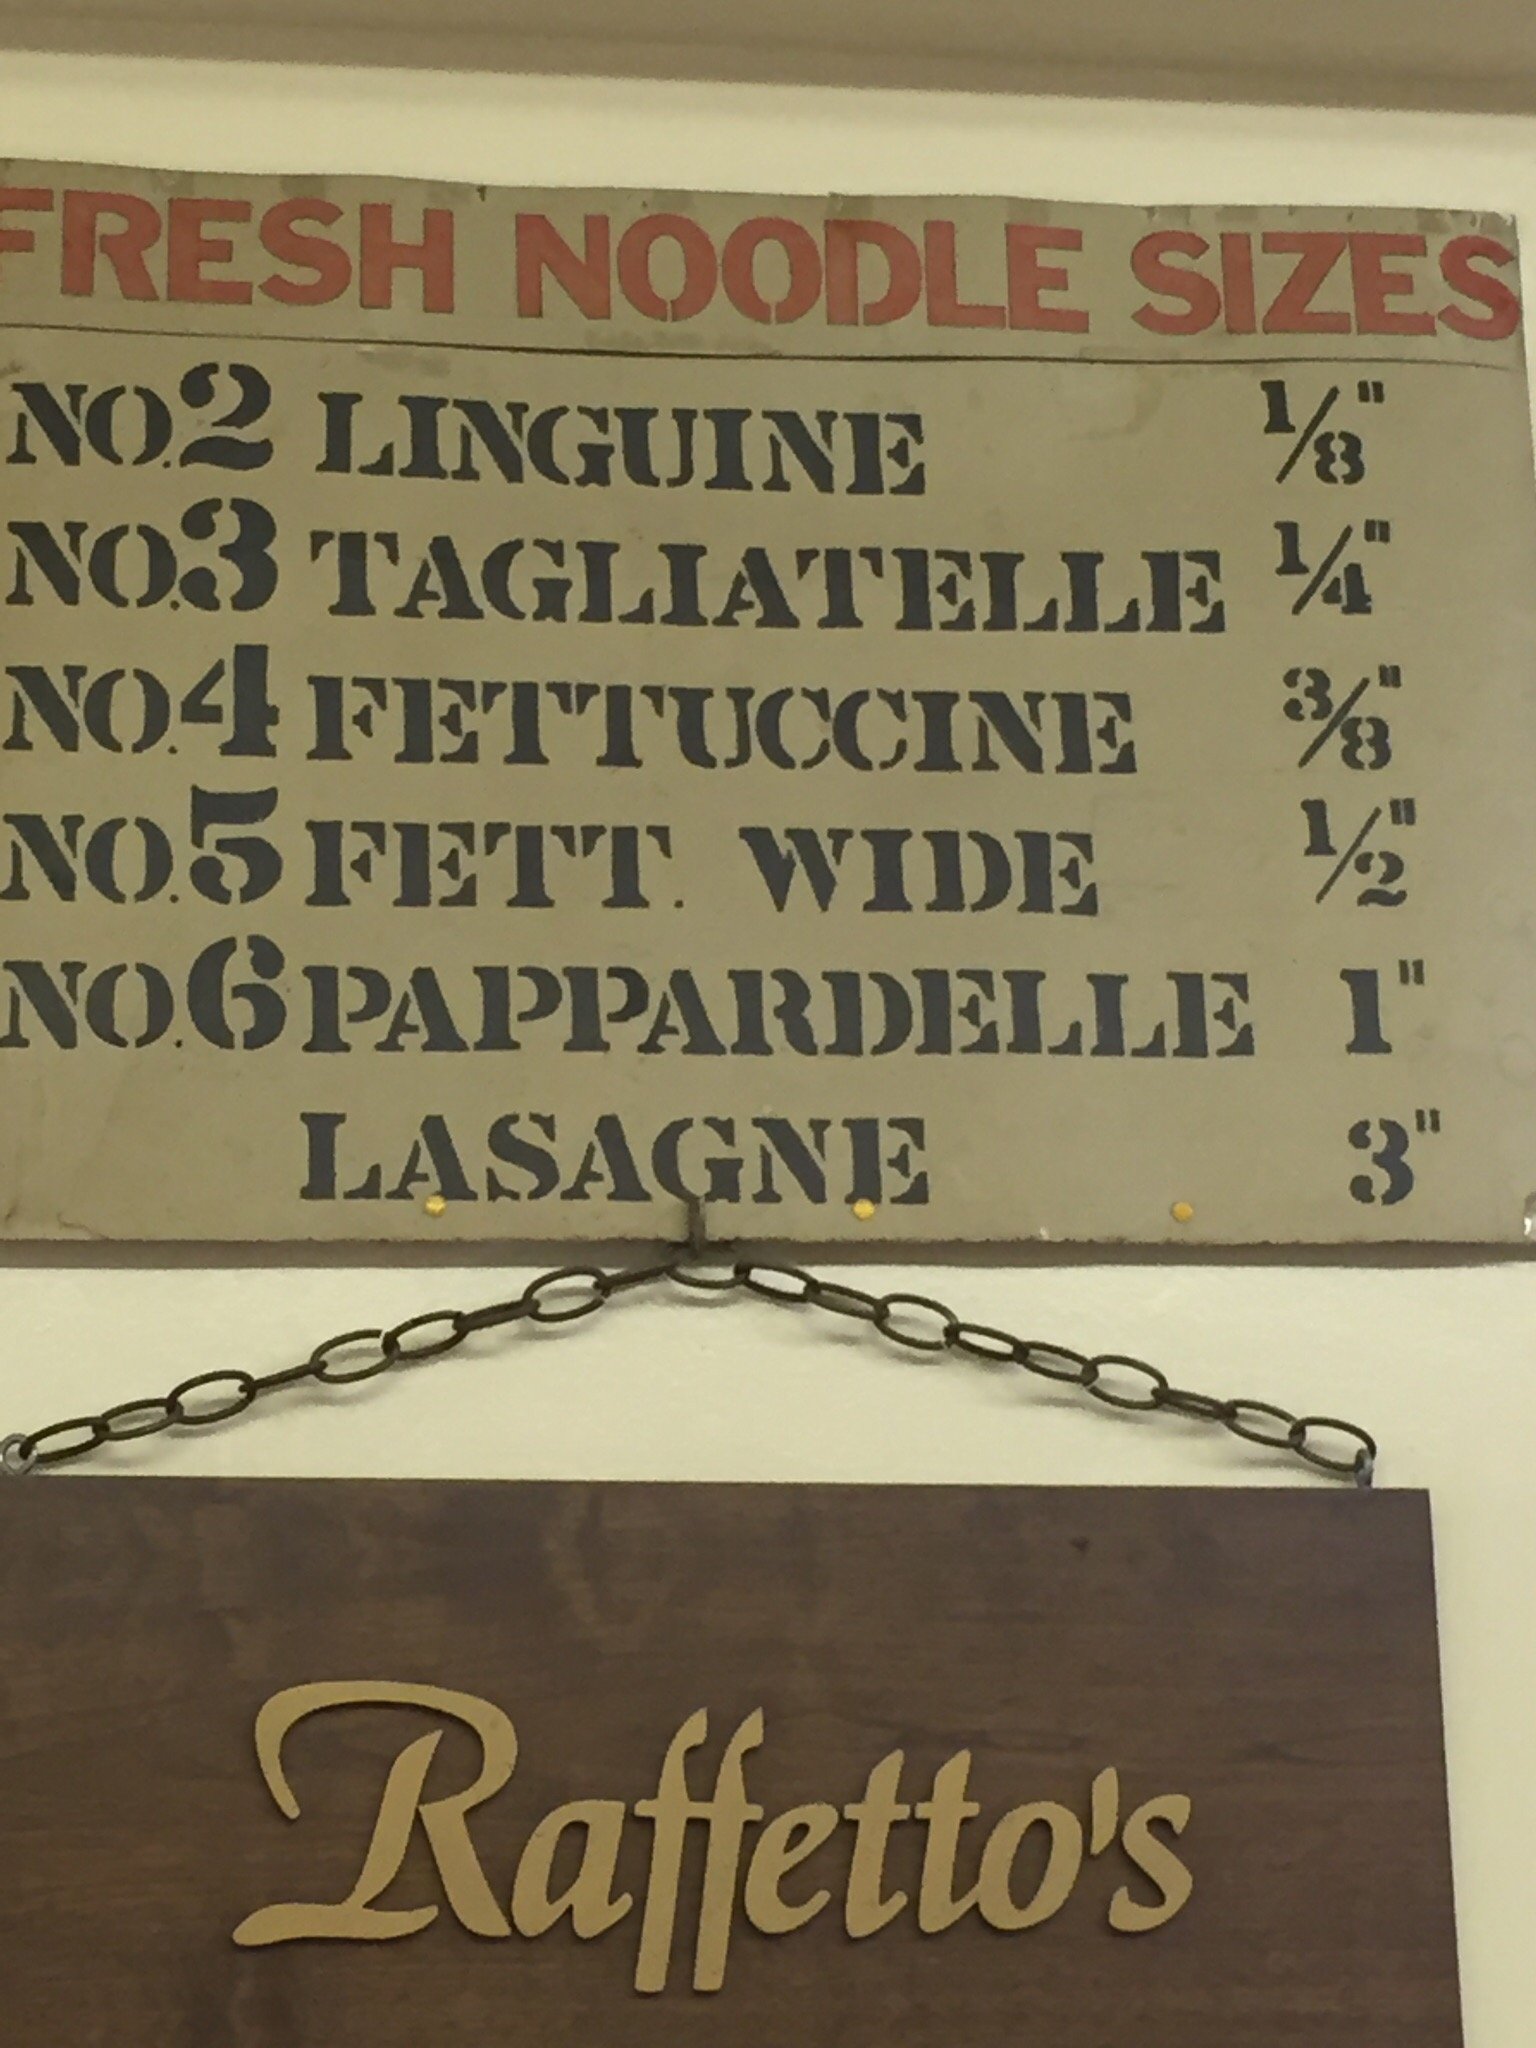 FRESH NOODLE SIZES
NO.2 LINGUINE 1/8"
NO.3 TAGLIATELLE 1/4"
NO.4 FETTUCCINE 3/8"
NO.5 FETT. WIDE 1/2"
NO.6 PAPPARDELLE 1"
LASAGNE 3"
Raffetto's